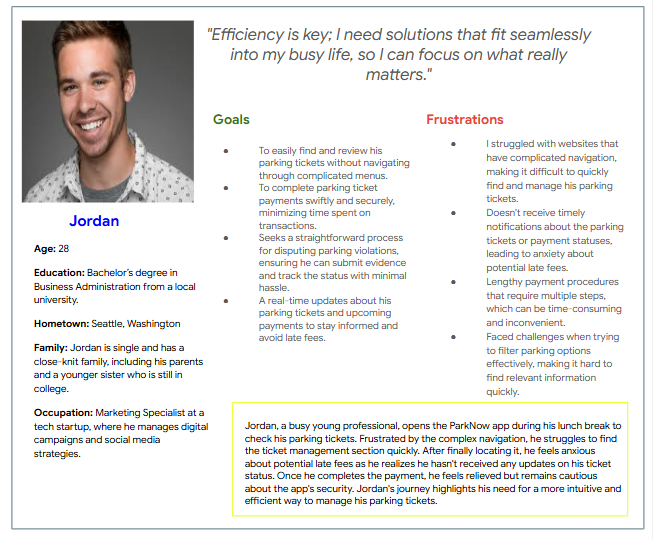 "Efficiency is key; I need solutions that fit seamlessly
into my busy life, so I can focus on what really
matters."
Jordan
Age: 28
Education: Bachelor's degree in
Business Administration from a local
university.
Hometown: Seattle, Washington
Family: Jordan is single and has a
close-knit family, including his parents
and a younger sister who is still in
college.
Occupation: Marketing Specialist at a
tech startup, where he manages digital
campaigns and social media
strategies.
Goals
• To easily find and review his
parking tickets without navigating
through complicated menus.
• To complete parking ticket
payments swiftly and securely,
minimizing time spent on
transactions.
• Seeks a straightforward process
for disputing parking violations,
ensuring he can submit evidence
and track the status with minimal
hassle.
• A real-time updates about his
parking tickets and upcoming
payments to stay informed and
avoid late fees.
Frustrations
• I struggled with websites that
have complicated navigation,
making it difficult to quickly
find and manage his parking
tickets.
• Doesn't receive timely
notifications about the parking
tickets or payment statuses,
leading to anxiety about
potential late fees.
• Lengthy payment procedures
that require multiple steps,
which can be time-consuming
and inconvenient.
• Faced challenges when trying
to filter parking options
effectively, making it hard to
find relevant information
quickly.
Jordan, a busy young professional, opens the ParkNow app during his lunch break to
check his parking tickets. Frustrated by the complex navigation, he struggles to find
the ticket management section quickly. After finally locating it, he feels anxious
about potential late fees as he realizes he hasn't received any updates on his ticket
status. Once he completes the payment, he feels relieved but remains cautious
about the app's security. Jordan's journey highlights his need for a more intuitive and
efficient way to manage his parking tickets.